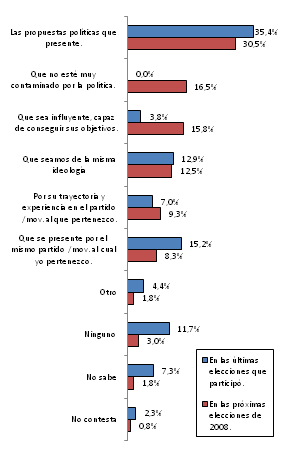 Las propuestas políticas que
presente.
35,4%
30,5%
Que no esté muy
contaminado por la política.
0,0%
16,5%
Que sea influyente, capaz
de conseguir sus objetivos.
3,8%
15,8%
Que seamos de la misma
ideología
12,9%
12,5%
Por su trayectoria y
experiencia en el partido
/mov. al que pertenezco.
7,0%
9,3%
Que se presente por el
mismo partido /mov. al cual
yo pertenezco.
15,2%
8,3%
Otro
4,4%
1,8%
Ninguno
11,7%
3,0%
No sabe
7,3%
1,8%
No contesta
2,3%
0,8%
En las últimas
elecciones que
participó.
En las próximas
elecciones de
2008.